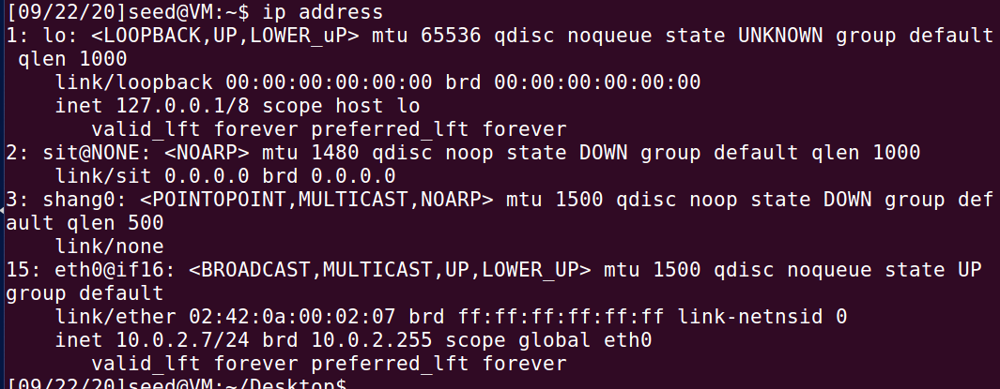 [09/22/20]seed@VM:~$ ip address
1: lo: <LOOPBACK,UP,LOWER_uP> mtu 65536 qdisc noqueue state UNKNOWN group default
 qlen 1000
    link/loopback 00:00:00:00:00:00 brd 00:00:00:00:00:00
    inet 127.0.0.1/8 scope host lo
       valid_lft forever preferred_lft forever
2: sit@NONE: <NOARP> mtu 1480 qdisc noop state DOWN group default qlen 1000
    link/sit 0.0.0.0 brd 0.0.0.0
3: shang0: <POINTOPOINT,MULTICAST,NOARP> mtu 1500 qdisc noop state DOWN group def
ault qlen 500
    link/none
15: eth0@if16: <BROADCAST,MULTICAST,UP,LOWER_UP> mtu 1500 qdisc noqueue state UP
group default
    link/ether 02:42:0a:00:02:07 brd ff:ff:ff:ff:ff:ff link-netnsid 0
    inet 10.0.2.7/24 brd 10.0.2.255 scope global eth0
       valid_lft forever preferred_lft forever
[09/22/20]seed@VM:~/Desktop$